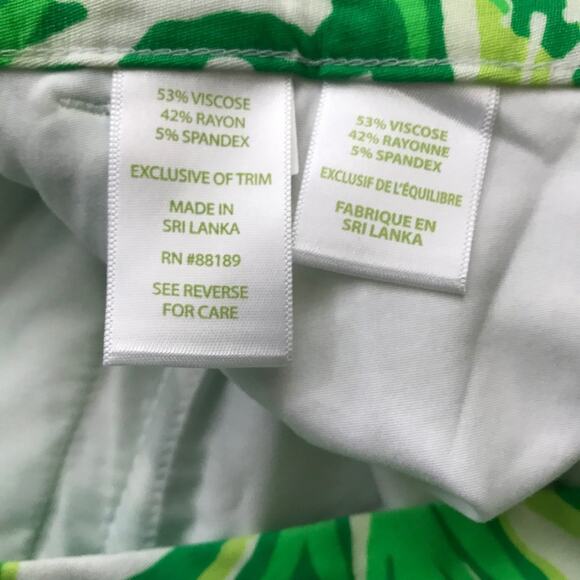 53% VISCOSE
42% RAYON
5% SPANDEX
EXCLUSIVE OF TRIM
MADE IN
SRI LANKA
RN #88189
SEE REVERSE
FOR CARE
53% VISCOSE
42% RAYONNE
5% SPANDEX
EXCLUSIF DE L'ÉQUILIBRE
FABRIQUE EN
SRI LANKA